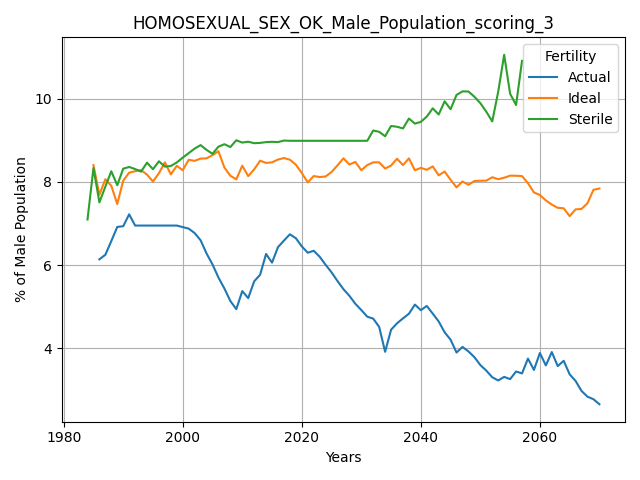 HOMOSEXUAL_SEX_OK_Male_Population_scoring_3
Fertility
Actual
Ideal
Sterile
% of Male Population
10
8
6
4
1980 2000 2020 2040 2060
Years